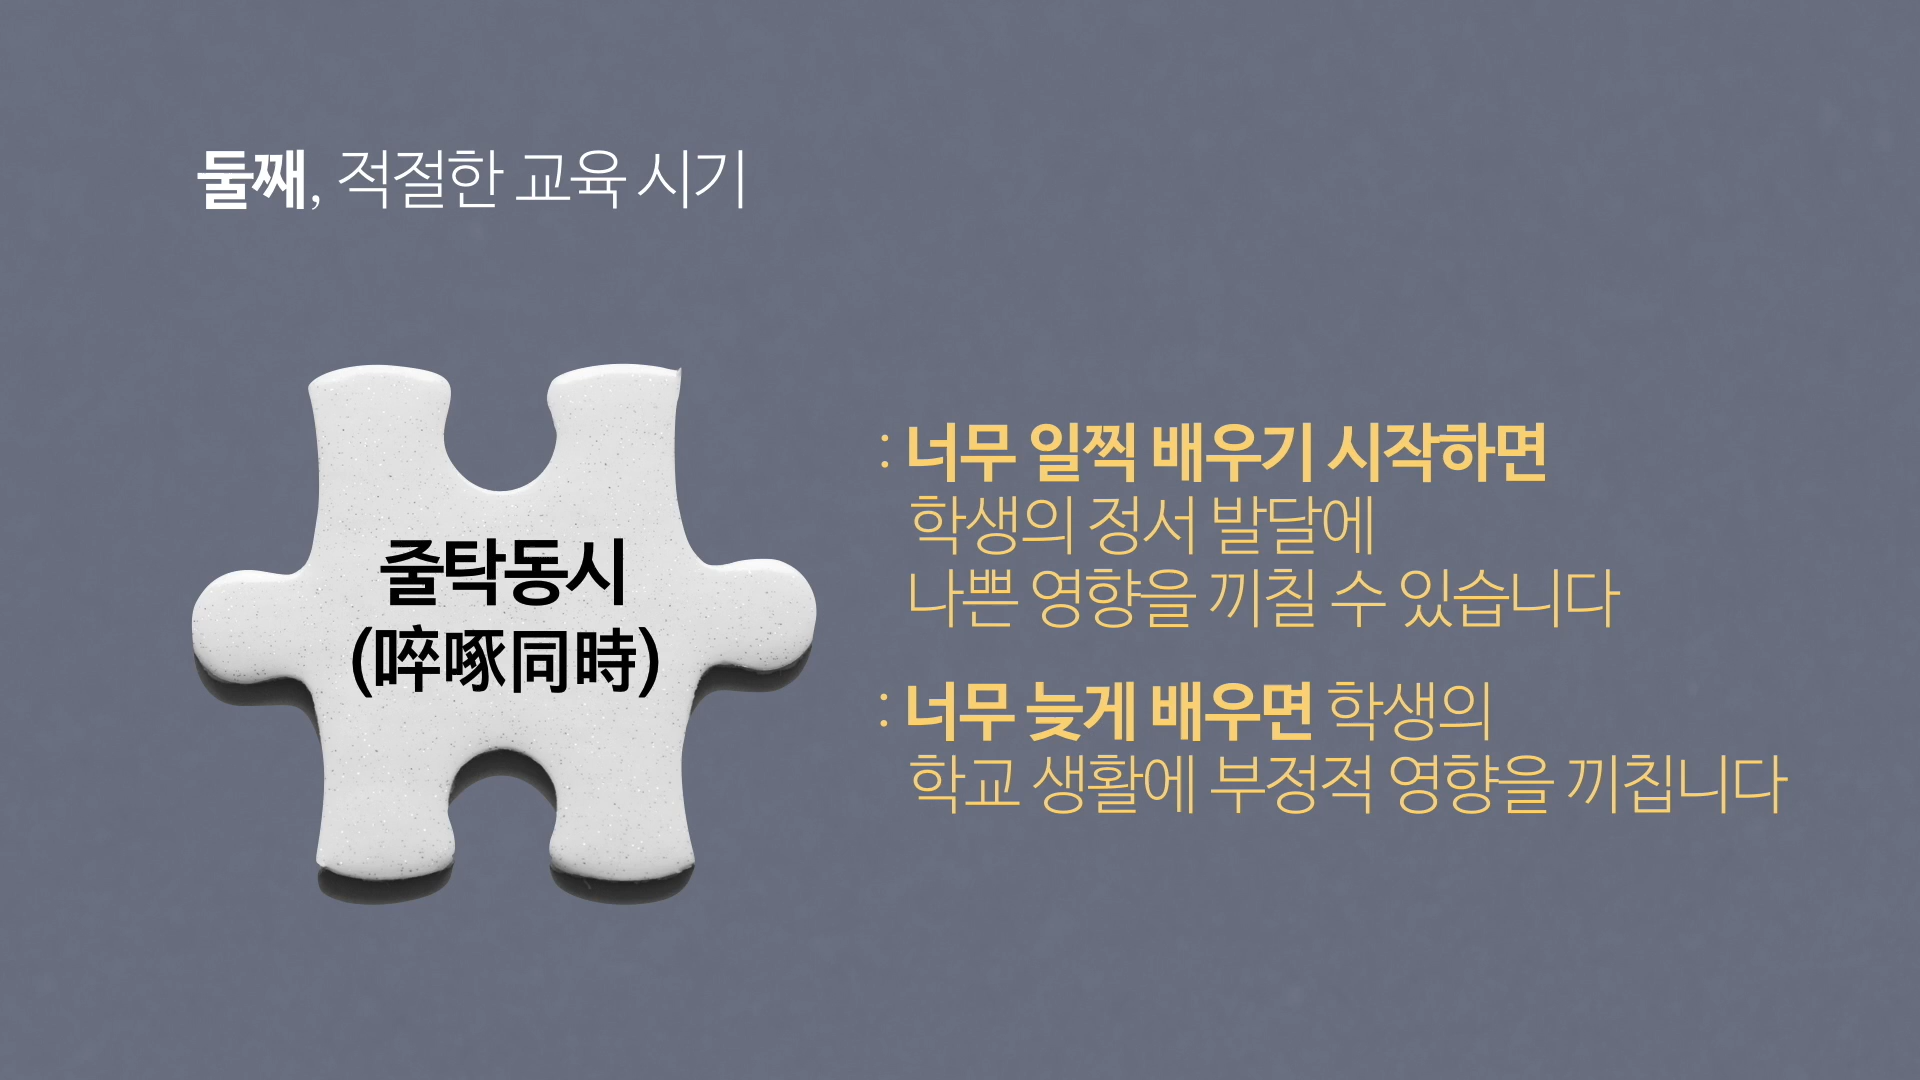 둘째, 적절한 교육 시기
줄탁동시
(啐啄同時)
: 너무 일찍 배우기 시작하면
학생의 정서 발달에
나쁜 영향을 끼칠 수 있습니다
: 너무 늦게 배우면 학생의
학교 생활에 부정적 영향을 끼칩니다